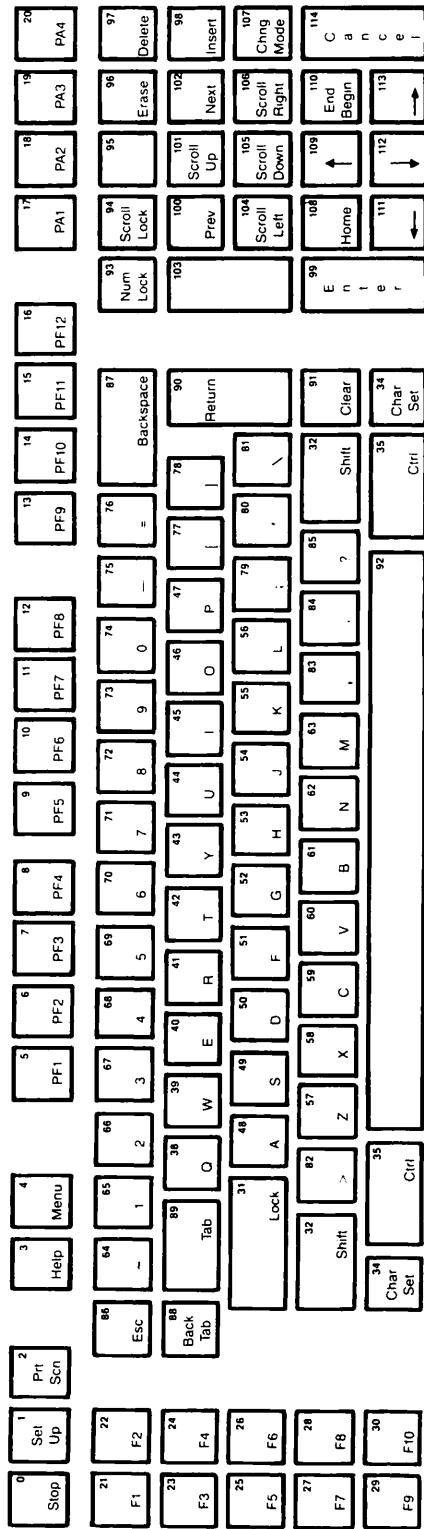 0 1 2 3 4 5 6 7 8 9 10 11 12 13 14 15 16 17 18 19 20
Stop Set Up Prt Scn Help Menu PF1 PF2 PF3 PF4 PF5 PF6 PF7 PF8 PF9 PF10 PF11 PF12 PA1 PA2 PA3 PA4
21 22 86 64 65 66 67 68 69 70 71 72 73 74 75 76 87 93 94 95 96 97
F1 F2 Esc ~ 1 2 3 4 5 6 7 8 9 0 — = Backspace Num Lock Scroll Lock Erase Delete
23 24 88 89 38 39 40 41 42 43 44 45 46 47 77 78 90 103 100 101 102 98
F3 F4 Back Tab Tab Q W E R T Y U I O P [ ] Return Prev Scroll Up Next Insert
25 26 31 48 49 50 51 52 53 54 55 56 79 80 81 104 105 106 107
F5 F6 Lock A S D F G H J K L ; ' \ Scroll Left Scroll Down Scroll Right Chng Mode
27 28 32 82 57 58 59 60 61 62 63 83 84 85 32 91 99 108 109 110 114
F7 F8 Shift > Z X C V B N M , . ? Shift Clear Enter Home ↑ End Begin Cancel
29 30 34 35 92 35 34 111 112 113
F9 F10 Char Set Ctrl Ctrl Char Set ← ↓ →